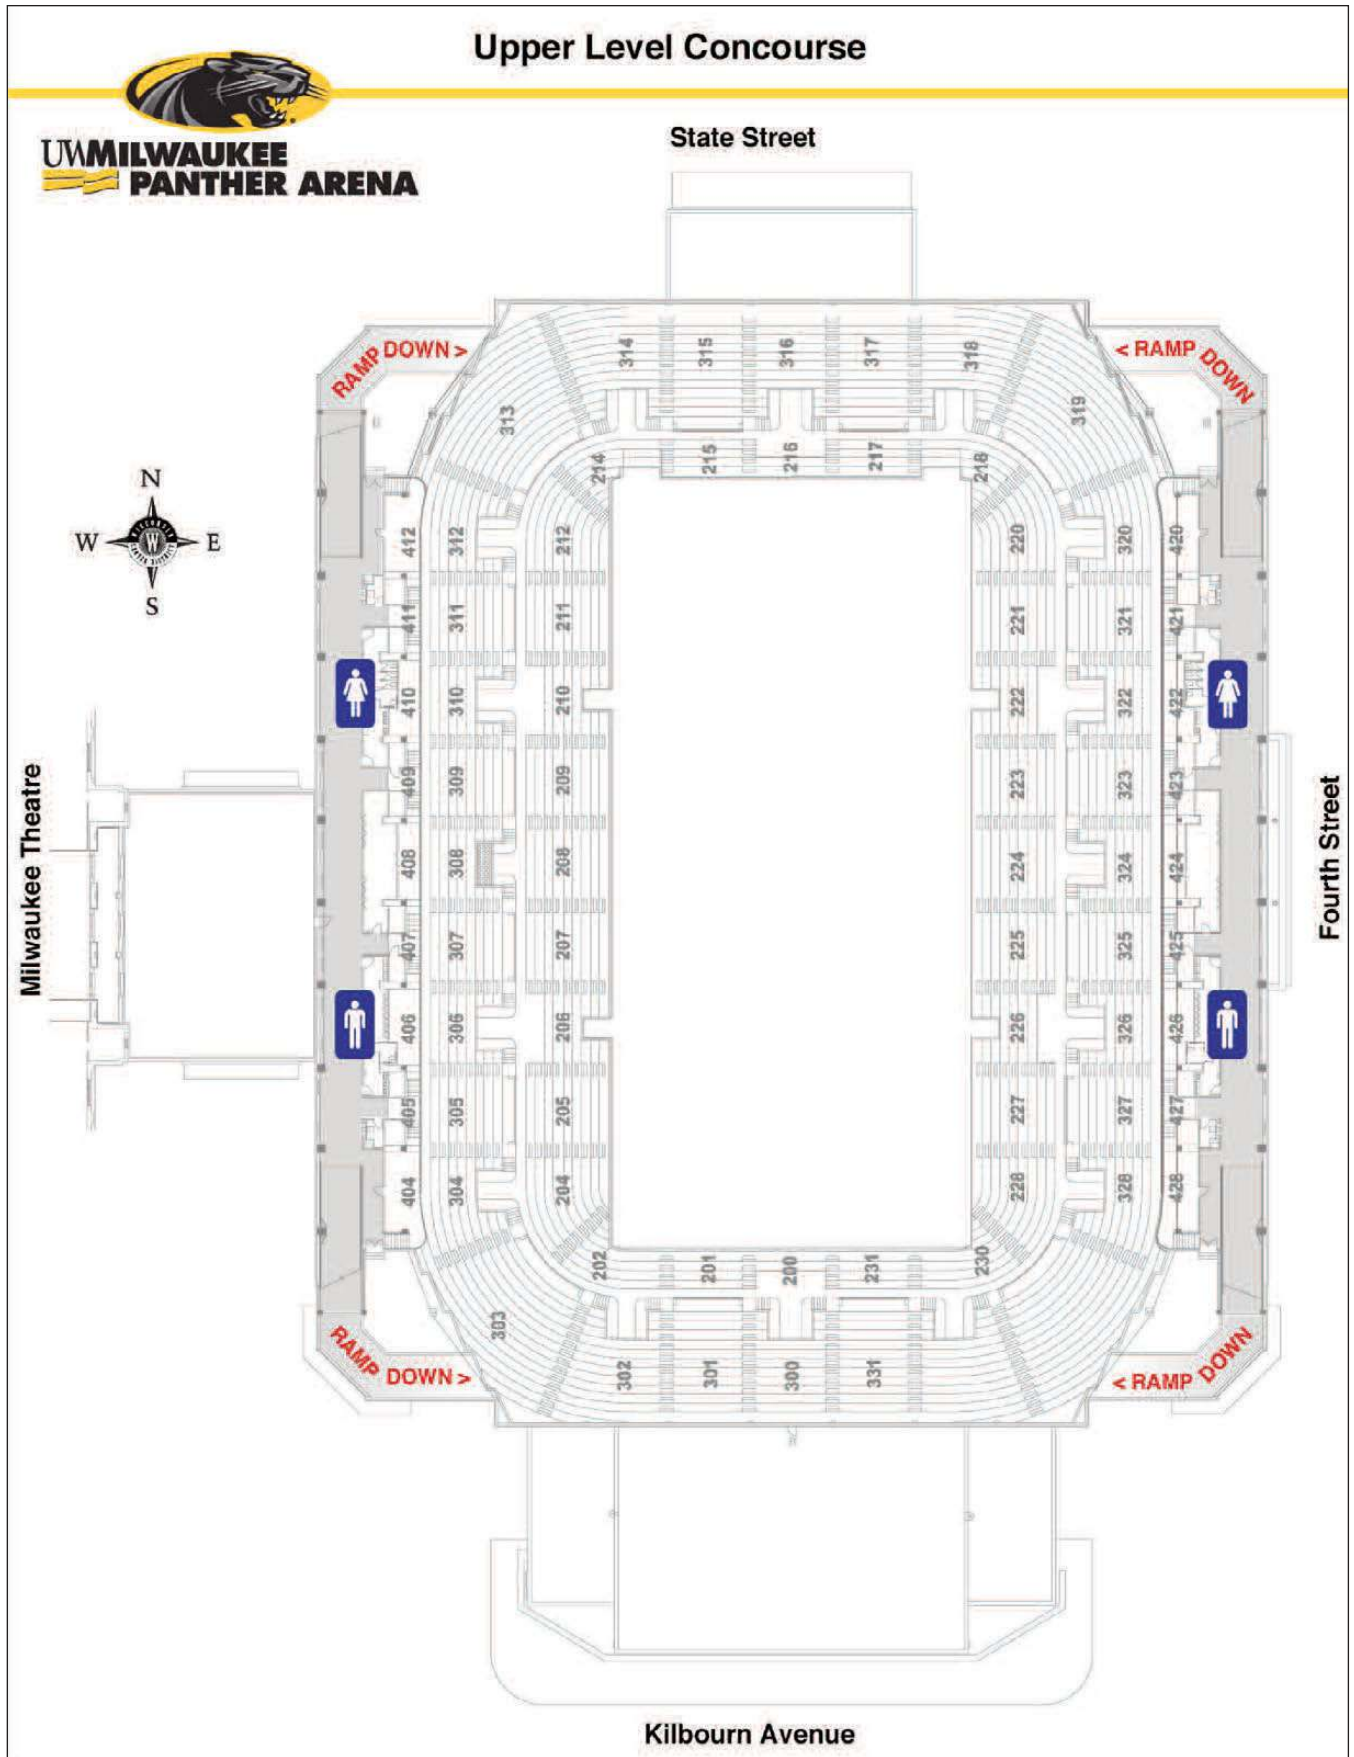 Upper Level Concourse
UWMILWAUKEE
PANTHER ARENA
State Street
RAMP DOWN >
< RAMP DOWN
314 315 316 317 318
313 319
214 215 216 217 218
N
W W E
S
412 312 212 220 320 420
411 311 211 221 321 421
410 310 210 222 322 422
409 309 209 223 323 423
408 308 208 224 324 424
407 307 207 225 325 425
406 306 206 226 326 426
405 305 205 227 327 427
404 304 204 228 328 428
Milwaukee Theatre
Fourth Street
202 201 200 231 230
303
302 301 300 331
RAMP DOWN >
< RAMP DOWN
Kilbourn Avenue